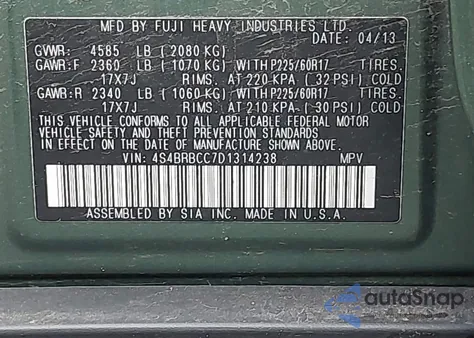 MFD BY FUJI HEAVY INDUSTRIES LTD.
DATE: 04/13
GVWR: 4585 LB (2080 KG)
GAWR:F 2360 LB (1070 KG) WITH P225/60R17 TIRES.
17X7J RIMS. AT 220 KPA (32 PSI) COLD
GAWR:R 2340 LB (1060 KG) WITH P225/60R17 TIRES.
17X7J RIMS. AT 210 KPA (30 PSI) COLD
THIS VEHICLE CONFORMS TO ALL APPLICABLE FEDERAL MOTOR
VEHICLE SAFETY AND THEFT PREVENTION STANDARDS
IN EFFECT ON THE DATE OF MANUFACTURE SHOWN ABOVE.
VIN: 4S4BRBCC7D1314238 MPV
ASSEMBLED BY SIA INC. MADE IN U.S.A.
autoSnap